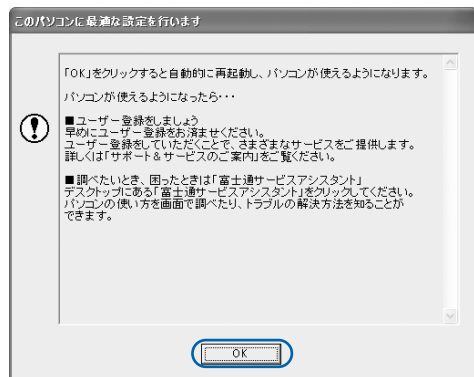 このパソコンに最適な設定を行います
「OK」をクリックすると自動的に再起動し、パソコンが使えるようになります。
パソコンが使えるようになったら・・・
■ユーザー登録をしましょう
早めにユーザー登録をお済ませください。
ユーザー登録をしていただくことで、さまざまなサービスをご提供します。
詳しくは「サポート&サービスのご案内」をご覧ください。
■調べたいとき、困ったときは「富士通サービスアシスタント」
デスクトップにある「富士通サービスアシスタント」をクリックしてください。
パソコンの使い方を画面で調べたり、トラブルの解決方法を知ることが
できます。
OK